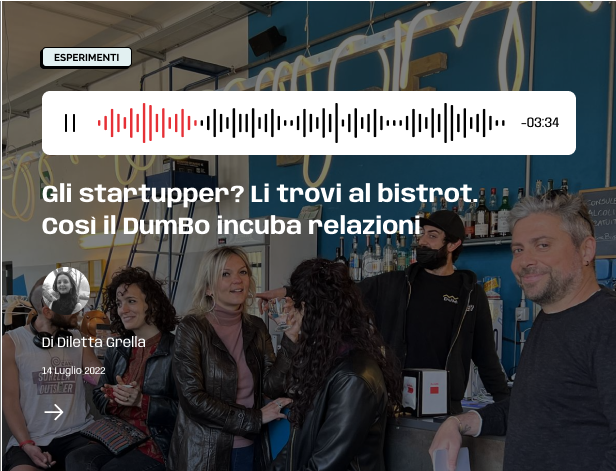 ESPERIMENTI
-03:34
Gli startupper? Li trovi al bistrot.
Così il DumBo incuba relazioni
Di Diletta Grella
14 Luglio 2022